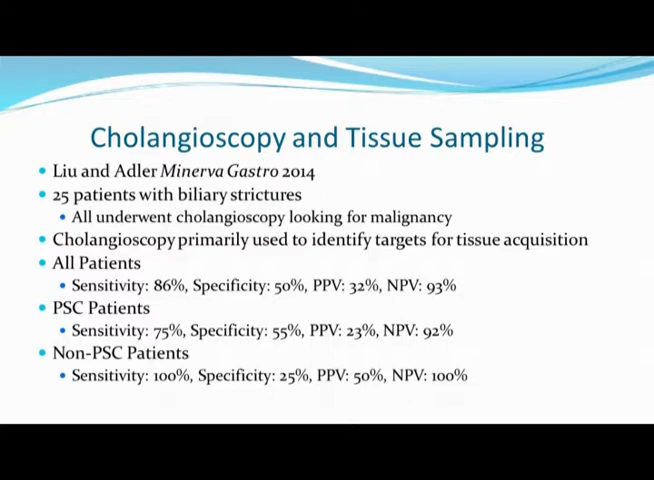 Cholangioscopy and Tissue Sampling
• Liu and Adler Minerva Gastro 2014
• 25 patients with biliary strictures
• All underwent cholangioscopy looking for malignancy
• Cholangioscopy primarily used to identify targets for tissue acquisition
• All Patients
• Sensitivity: 86%, Specificity: 50%, PPV: 32%, NPV: 93%
• PSC Patients
• Sensitivity: 75%, Specificity: 55%, PPV: 23%, NPV: 92%
• Non-PSC Patients
• Sensitivity: 100%, Specificity: 25%, PPV: 50%, NPV: 100%